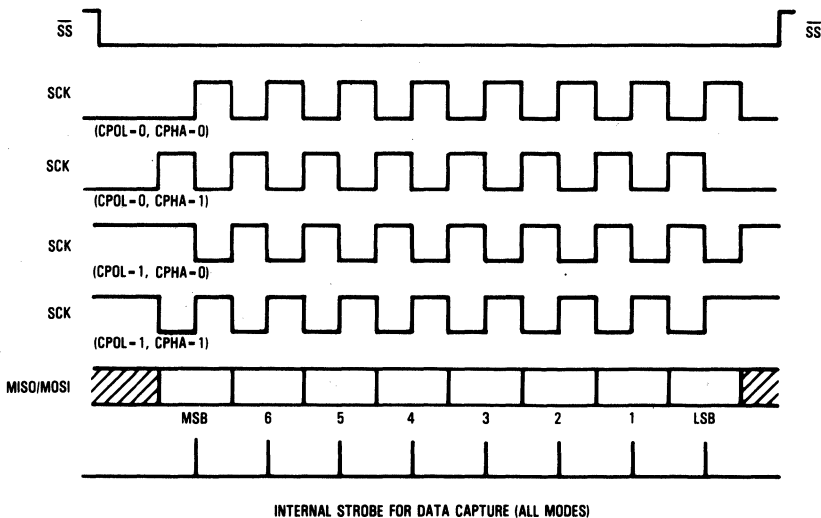 SS SS
SCK
(CPOL=0, CPHA=0)
SCK
(CPOL=0, CPHA=1)
SCK
(CPOL=1, CPHA=0)
SCK
(CPOL=1, CPHA=1)
MISO/MOSI
MSB 6 5 4 3 2 1 LSB
INTERNAL STROBE FOR DATA CAPTURE (ALL MODES)